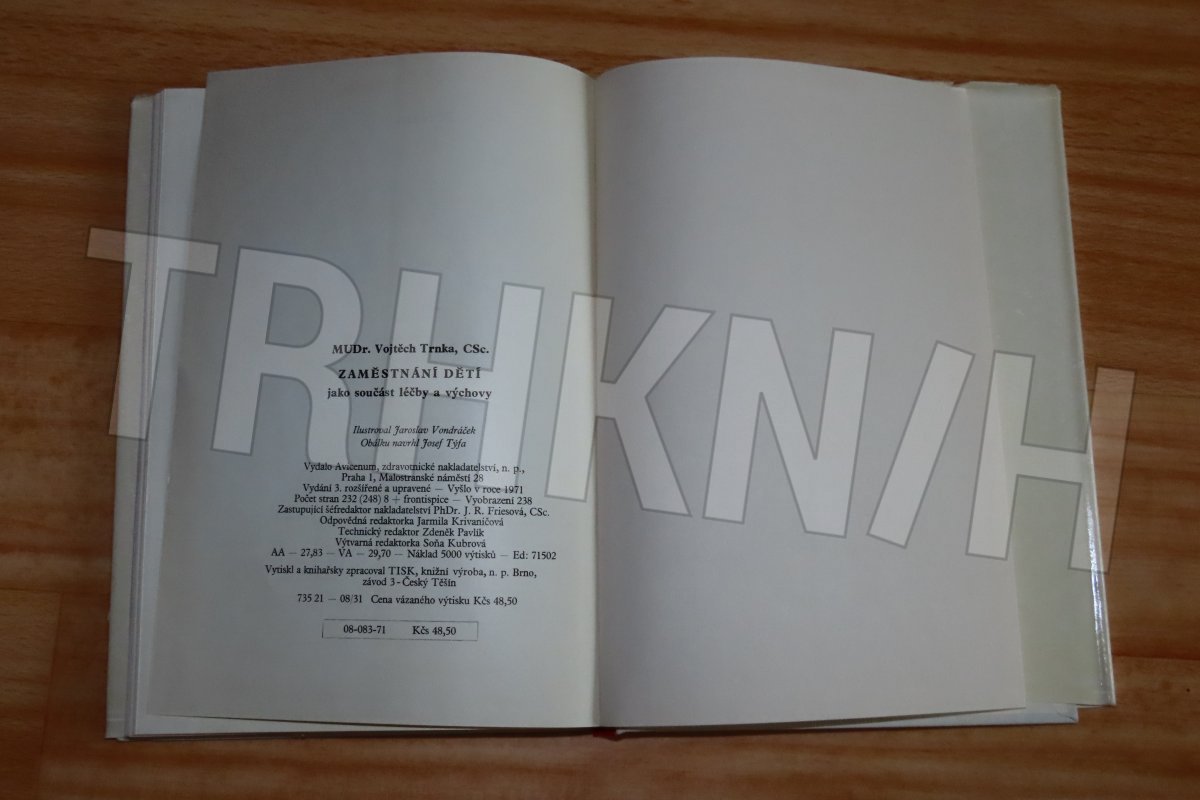 MUDr. Vojtěch Trnka, CSc.
ZAMĚSTNÁNÍ DĚTÍ
jako součást léčby a výchovy
Ilustroval Jaroslav Vondráček
Obálku navrhl Josef Týfa
Vydalo Avicenum, zdravotnické nakladatelství, n. p.,
Praha 1, Malostranské náměstí 28
Vydání 3. rozšířené a upravené — Vyšlo v roce 1971
Počet stran 232 (248) 8 + frontispice — Vyobrazení 238
Zastupující šéfredaktor nakladatelství PhDr. J. R. Friesová, CSc.
Odpovědná redaktorka Jarmila Krivaničová
Technický redaktor Zdeněk Pavlík
Výtvarná redaktorka Soňa Kubrová
AA — 27,83 — VA — 29,70 — Náklad 5000 výtisků — Ed: 71502
Vytiskl a knihařsky zpracoval TISK, knižní výroba, n. p. Brno,
závod 3 - Český Těšín
735 21 — 08/31 Cena vázaného výtisku Kčs 48,50
08-083-71 Kčs 48,50
TRHKNIH